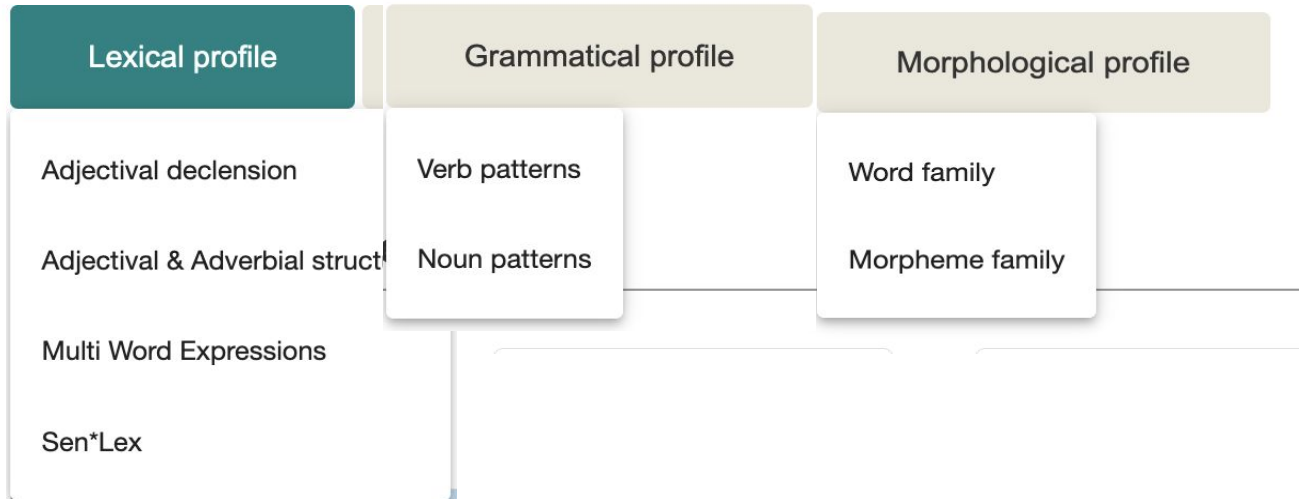 Lexical profile
Adjectival declension
Adjectival & Adverbial struct
Multi Word Expressions
Sen*Lex
Grammatical profile
Verb patterns
Noun patterns
Morphological profile
Word family
Morpheme family